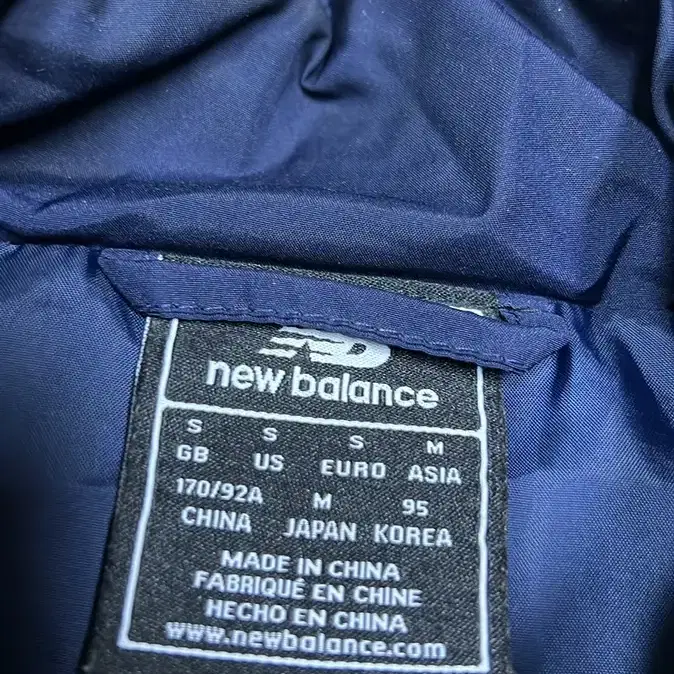 new balance
S S S M
GB US EURO ASIA
170/92A M 95
CHINA JAPAN KOREA
MADE IN CHINA
FABRIQUÉ EN CHINE
HECHO EN CHINA
www.newbalance.com